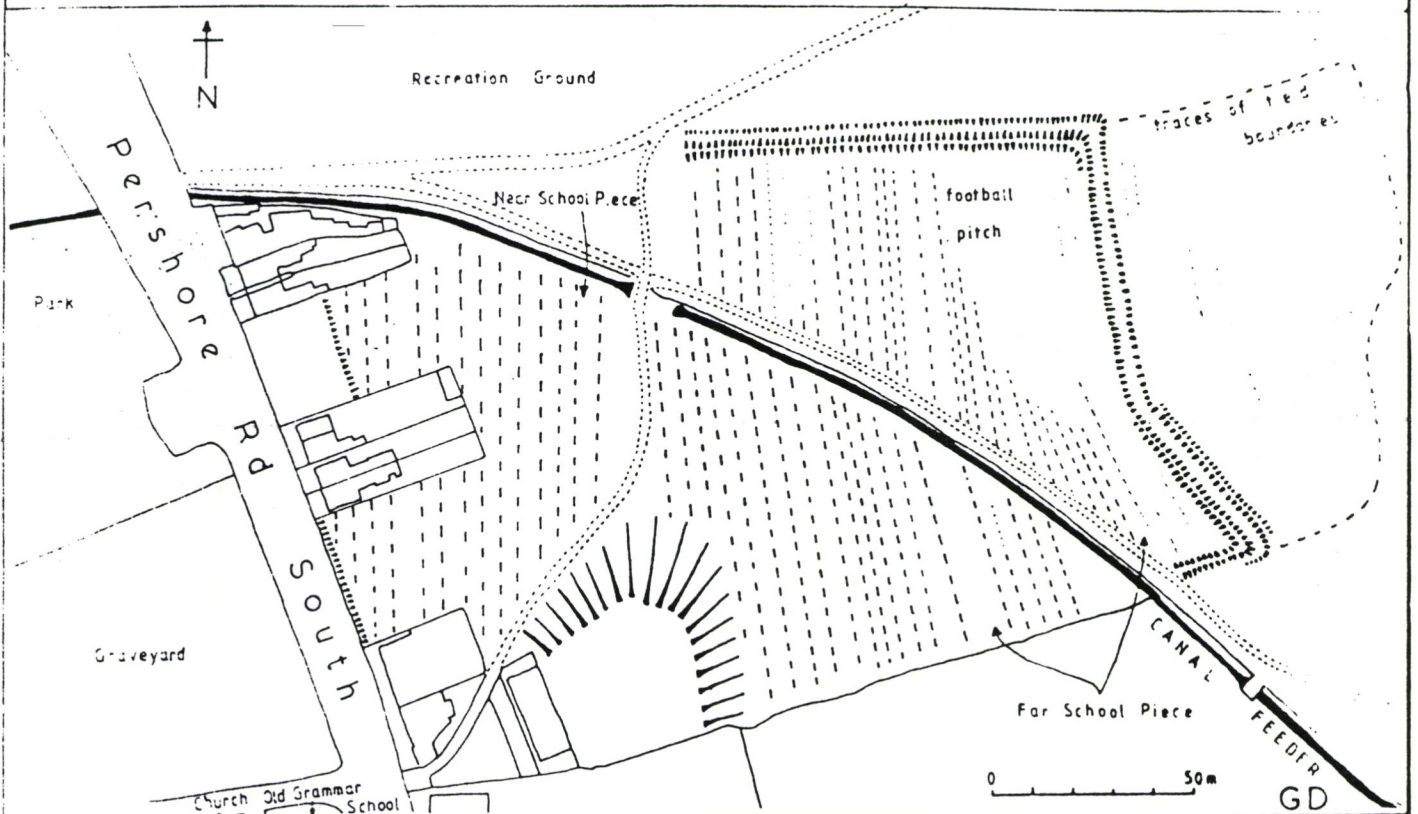 N
Recreation Ground
traces of
boundaries
Near School Piece
football
pitch
Pershore Rd South
Park
Graveyard
Far School Piece
CANAL FEEDER
0 50m
GD
Church Old Grammar
School